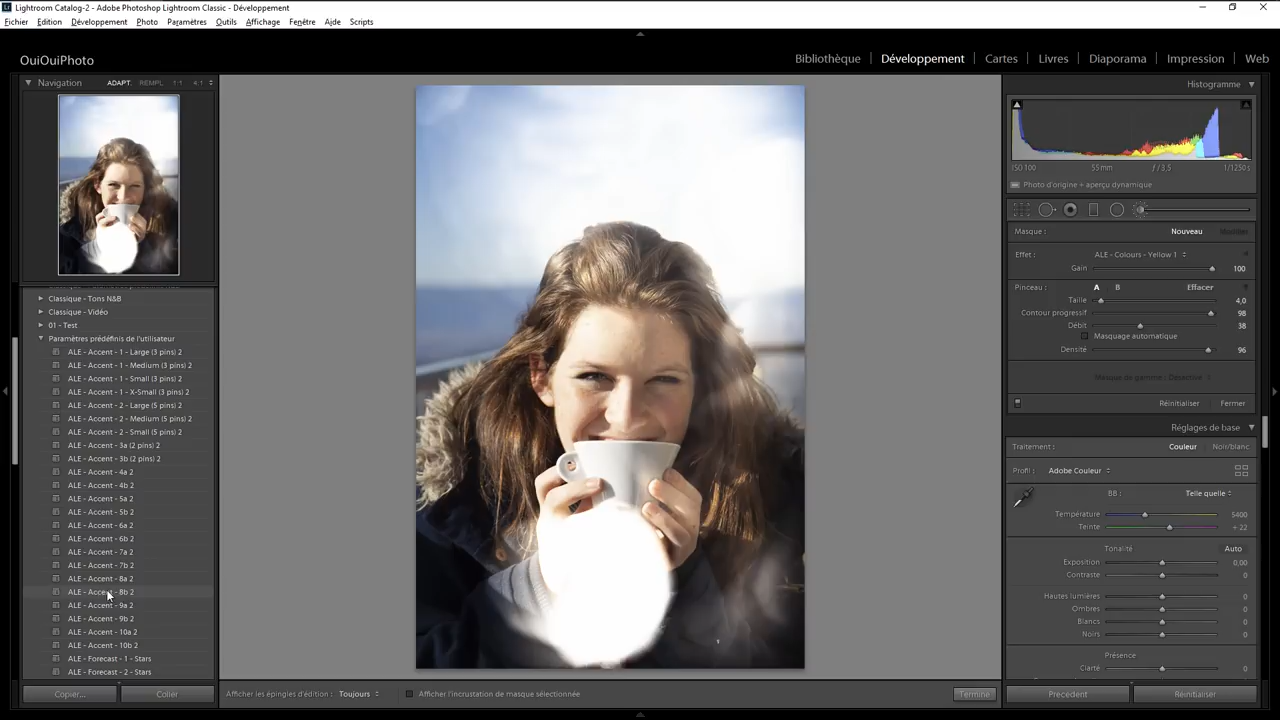 Lightroom Catalog-2 - Adobe Photoshop Lightroom Classic - Développement
Fichier Edition Développement Photo Paramètres Outils Affichage Fenêtre Aide Scripts
OuiOuiPhoto
Bibliothèque Développement Cartes Livres Diaporama Impression Web
Navigation ADAPT. REMPL. 1:1 4:1
Classique - Tons N&B
Classique - Vidéo
01 - Test
Paramètres prédéfinis de l'utilisateur
ALE - Accent - 1 - Large (3 pins) 2
ALE - Accent - 1 - Medium (3 pins) 2
ALE - Accent - 1 - Small (3 pins) 2
ALE - Accent - 1 - X-Small (3 pins) 2
ALE - Accent - 2 - Large (5 pins) 2
ALE - Accent - 2 - Medium (5 pins) 2
ALE - Accent - 2 - Small (5 pins) 2
ALE - Accent - 3a (2 pins) 2
ALE - Accent - 3b (2 pins) 2
ALE - Accent - 4a 2
ALE - Accent - 4b 2
ALE - Accent - 5a 2
ALE - Accent - 5b 2
ALE - Accent - 6a 2
ALE - Accent - 6b 2
ALE - Accent - 7a 2
ALE - Accent - 7b 2
ALE - Accent - 8a 2
ALE - Accent - 8b 2
ALE - Accent - 9a 2
ALE - Accent - 9b 2
ALE - Accent - 10a 2
ALE - Accent - 10b 2
ALE - Forecast - 1 - Stars
ALE - Forecast - 2 - Stars
Copier... Coller
Afficher les épingles d'édition : Toujours Afficher l'incrustation de masque sélectionnée Terminé
Histogramme
ISO 100 55mm f / 3,5 1/1250s
Photo d'origine + aperçu dynamique
Masque : Nouveau Modifier
Effet : ALE - Colours - Yellow 1
Gain 100
Pinceau : A B Effacer
Taille 4,0
Contour progressif 98
Débit 38
Masquage automatique
Densité 96
Masque de gamme : Désactivé
Réinitialiser Fermer
Réglages de base
Traitement : Couleur Noir/blanc
Profil : Adobe Couleur
BB : Telle quelle
Température 5400
Teinte + 22
Tonalité Auto
Exposition 0,00
Contraste 0
Hautes lumières 0
Ombres 0
Blancs 0
Noirs 0
Présence
Clarté 0
Précédent Réinitialiser